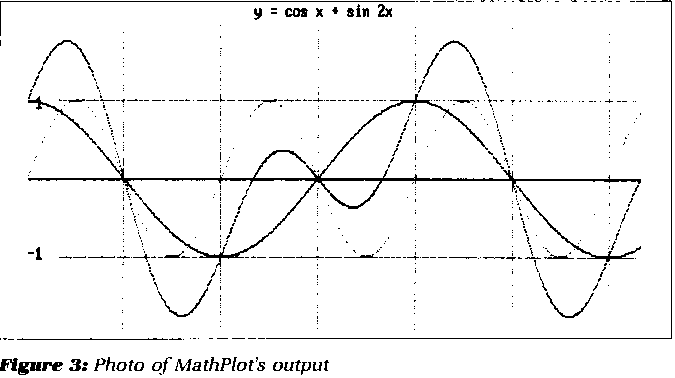 y = cos x + sin 2x
1
-1
Figure 3: Photo of MathPlot's output